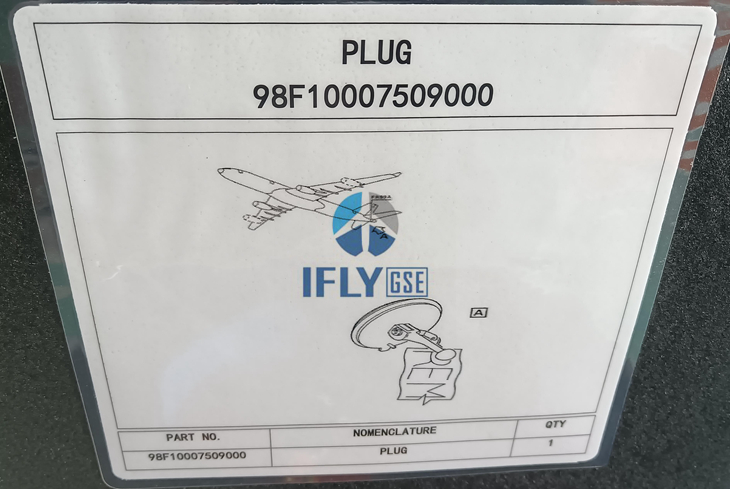 PLUG
98F10007509000
IFLY GSE
A
PART NO. NOMENCLATURE QTY
98F10007509000 PLUG 1